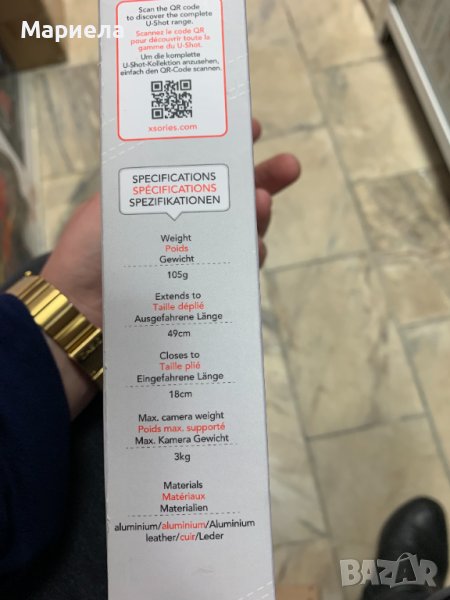 Мариела
Scan the QR code
to discover the complete
U-Shot range.
Scannez le code QR
pour découvrir toute la
gamme du U-Shot.
Um die komplette
U-Shot-Kollektion anzusehen,
einfach den QR-Code scannen.
xsories.com
SPECIFICATIONS
SPÉCIFICATIONS
SPEZIFIKATIONEN
Weight
Poids
Gewicht
105g
Extends to
Taille déplié
Ausgefahrene Länge
49cm
Closes to
Taille plié
Eingefahrene Länge
18cm
Max. camera weight
Poids max. supporté
Max. Kamera Gewicht
3kg
Materials
Matériaux
Materialien
aluminium/aluminium/Aluminium
leather/cuir/Leder
BAZAR.BG